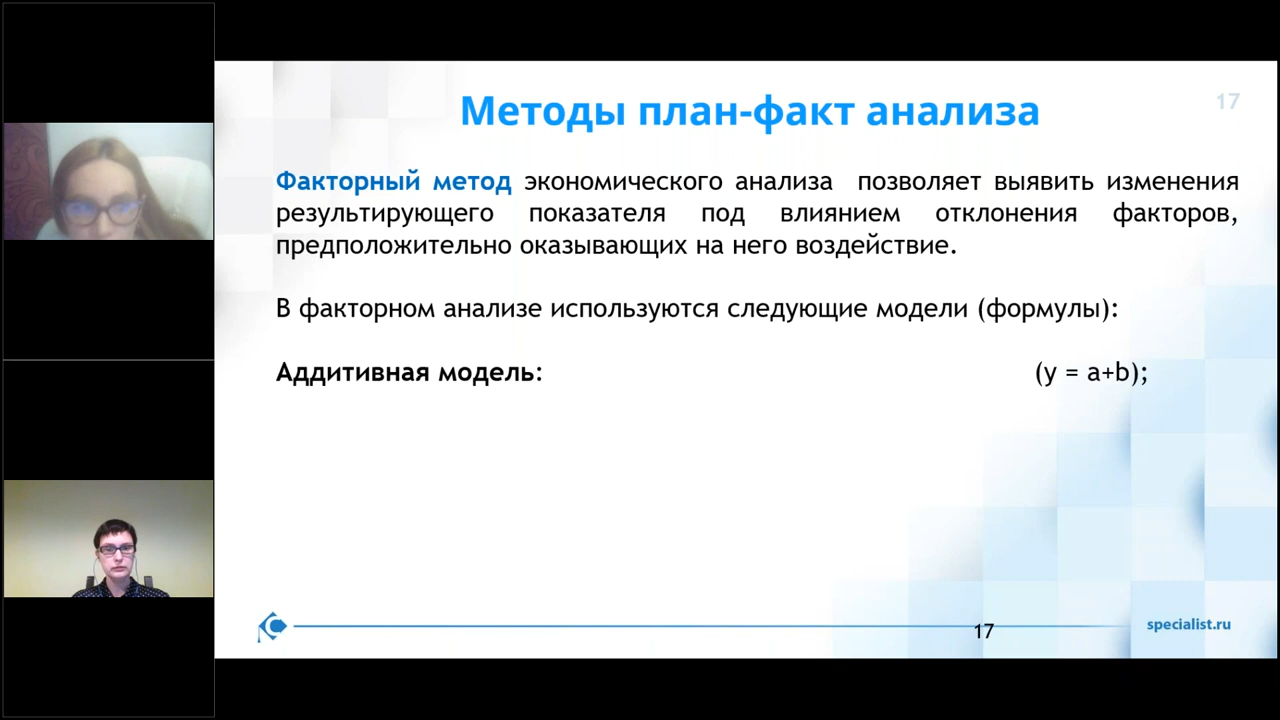 Методы план-факт анализа
17
Факторный метод экономического анализа позволяет выявить изменения
результирующего показателя под влиянием отклонения факторов,
предположительно оказывающих на него воздействие.
В факторном анализе используются следующие модели (формулы):
Аддитивная модель: (y = a+b);
17
specialist.ru